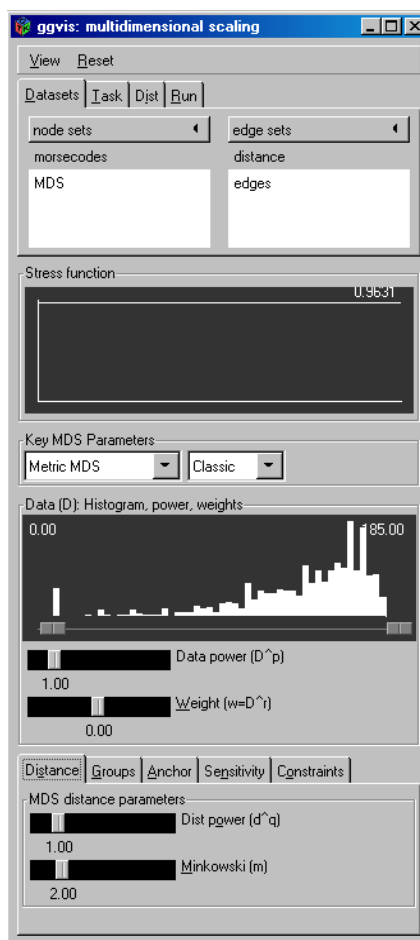 ggvis: multidimensional scaling
View Reset
Datasets Task Dist Run
node sets edge sets
morsecodes distance
MDS edges
Stress function
0.9631
Key MDS Parameters
Metric MDS Classic
Data (D): Histogram, power, weights
0.00 185.00
Data power (D^p)
1.00
Weight (w=D^r)
0.00
Distance Groups Anchor Sensitivity Constraints
MDS distance parameters
Dist power (d^q)
1.00
Minkowski (m)
2.00